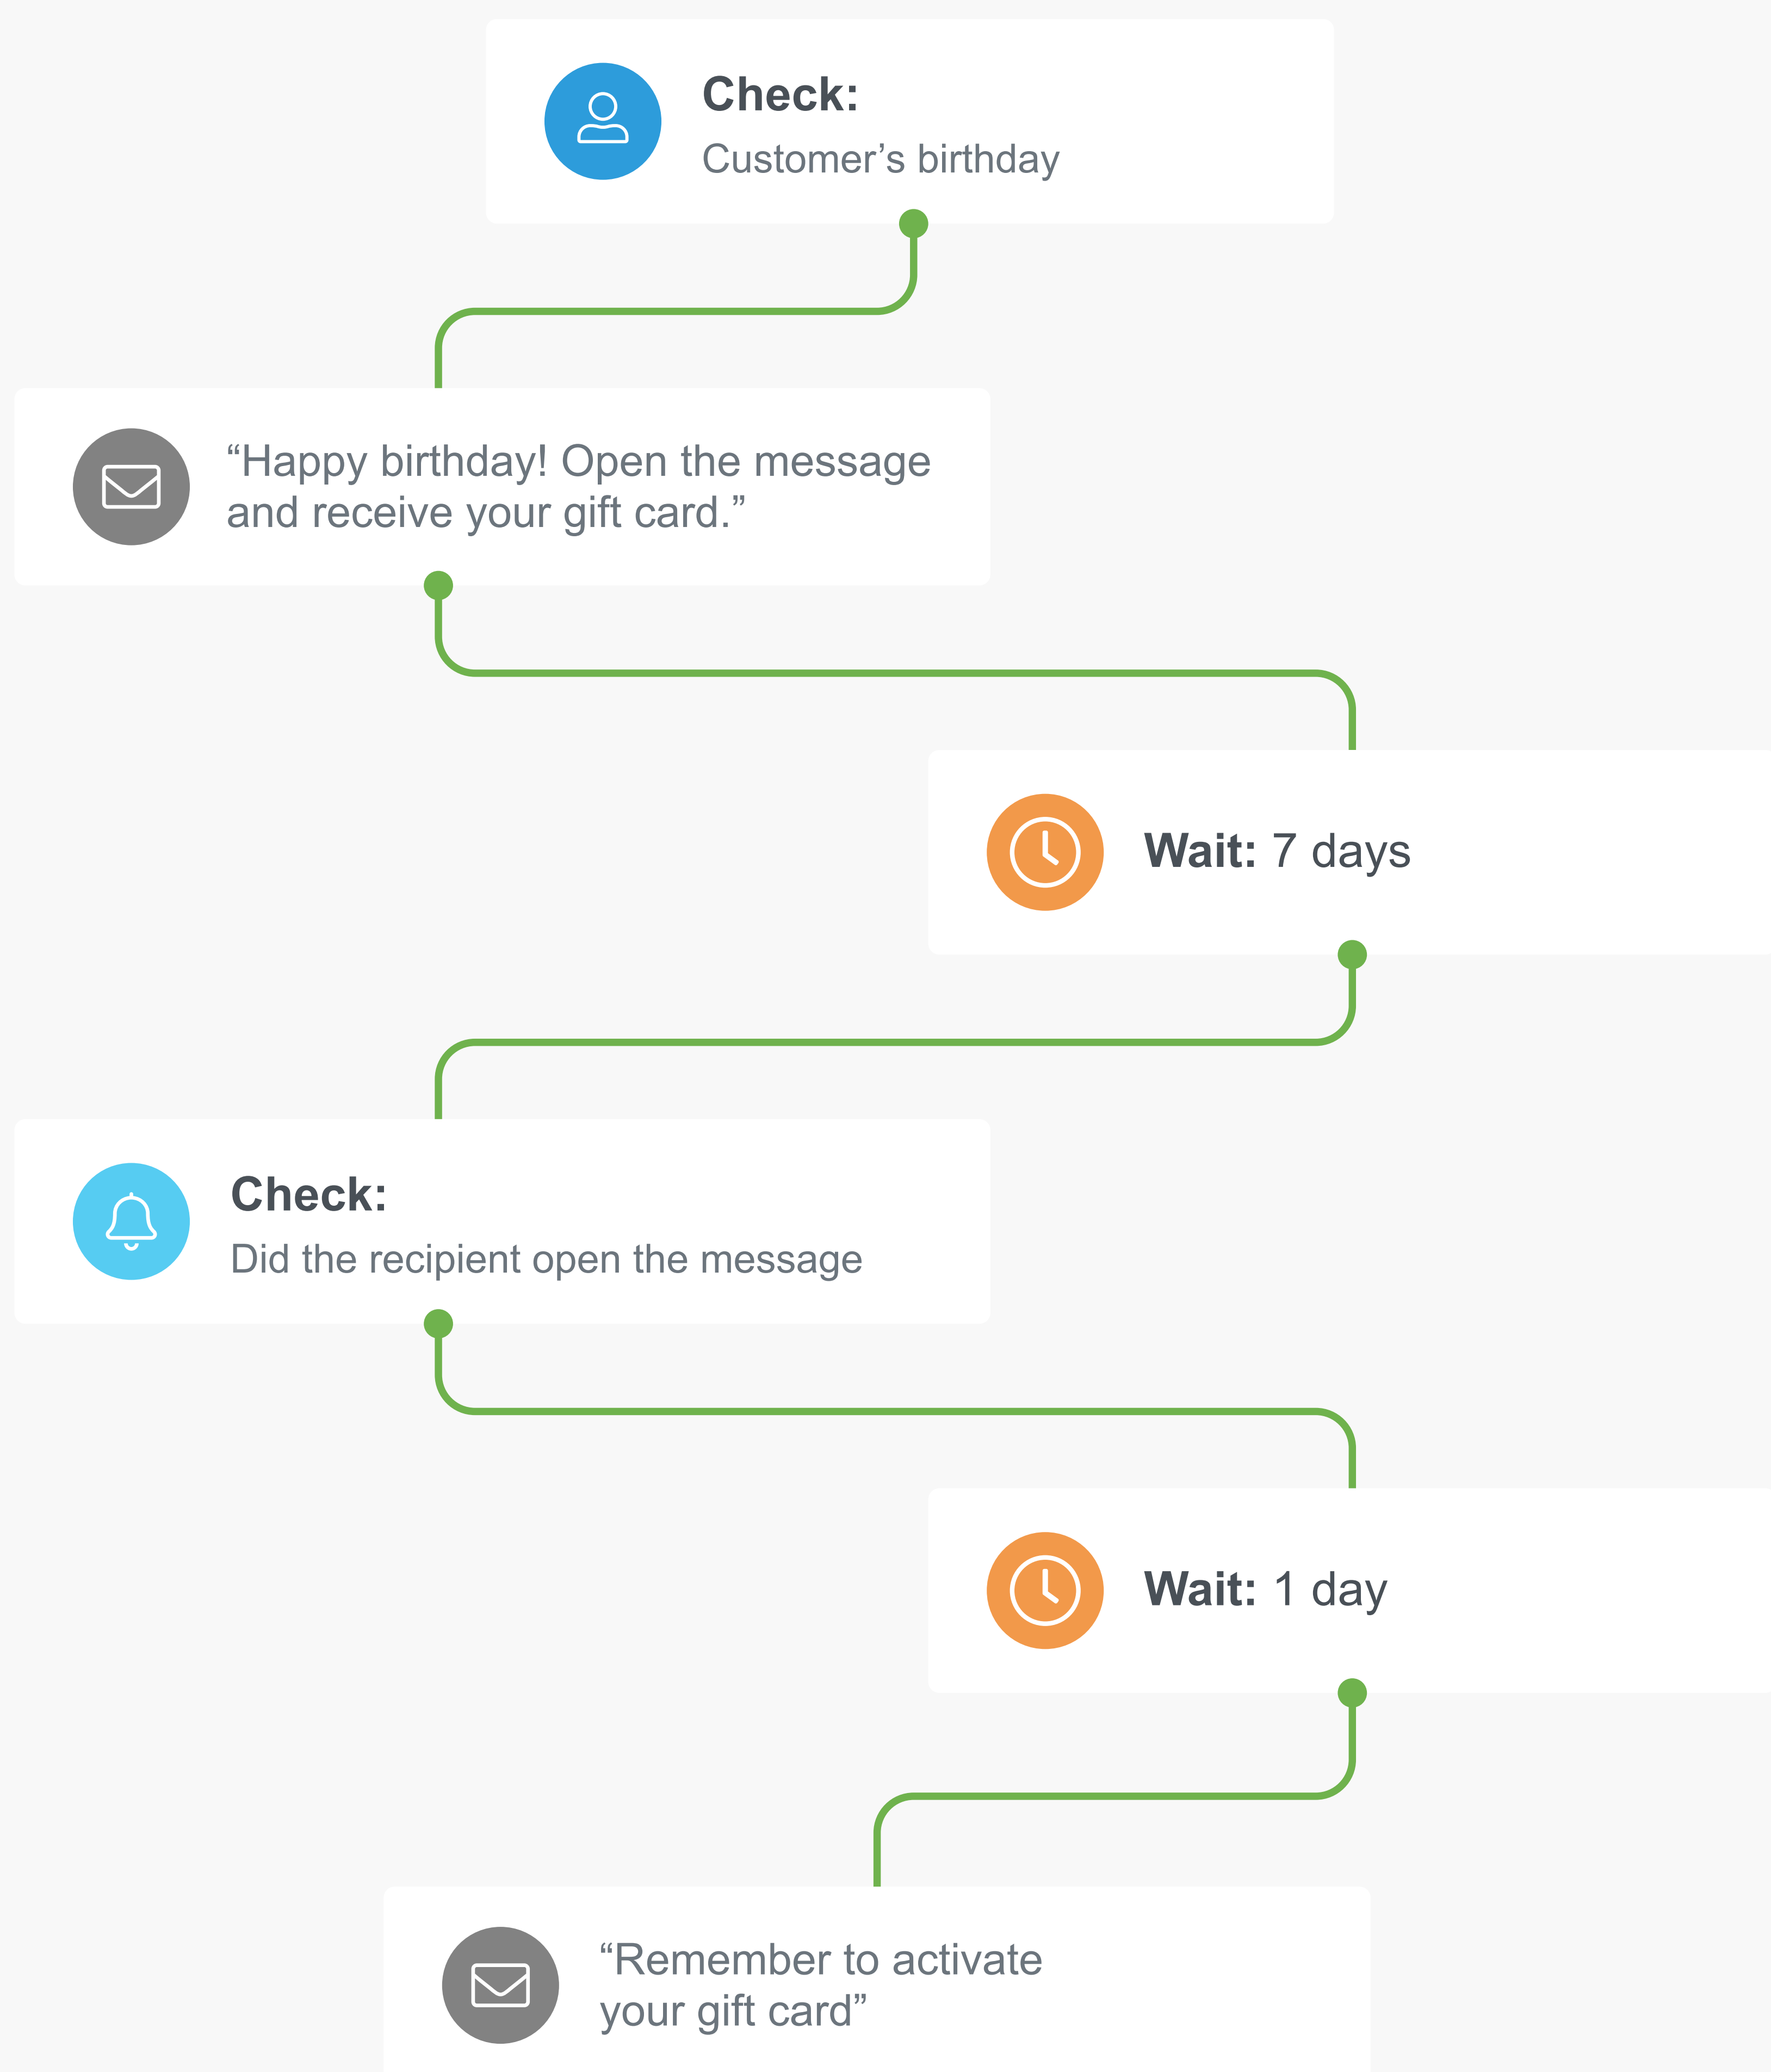 Check:
Customer’s birthday
“Happy birthday! Open the message
and receive your gift card.”
Wait: 7 days
Check:
Did the recipient open the message
Wait: 1 day
“Remember to activate
your gift card”